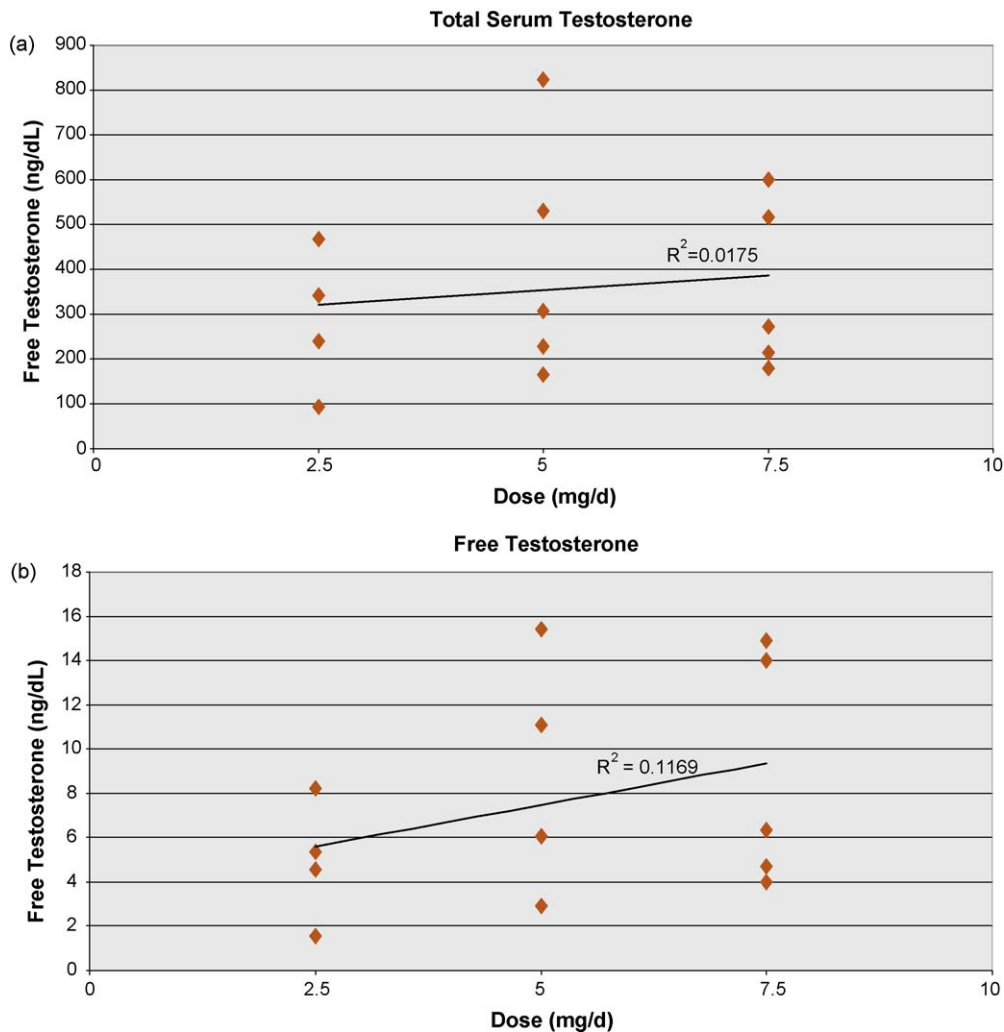 Total Serum Testosterone
(a)
900
800
700
600
500
400
300
200
100
0
Free Testosterone (ng/dL)
R²=0.0175
0 2.5 5 7.5 10
Dose (mg/d)
Free Testosterone
(b)
18
16
14
12
10
8
6
4
2
0
Free Testosterone (ng/dL)
R² = 0.1169
0 2.5 5 7.5 10
Dose (mg/d)